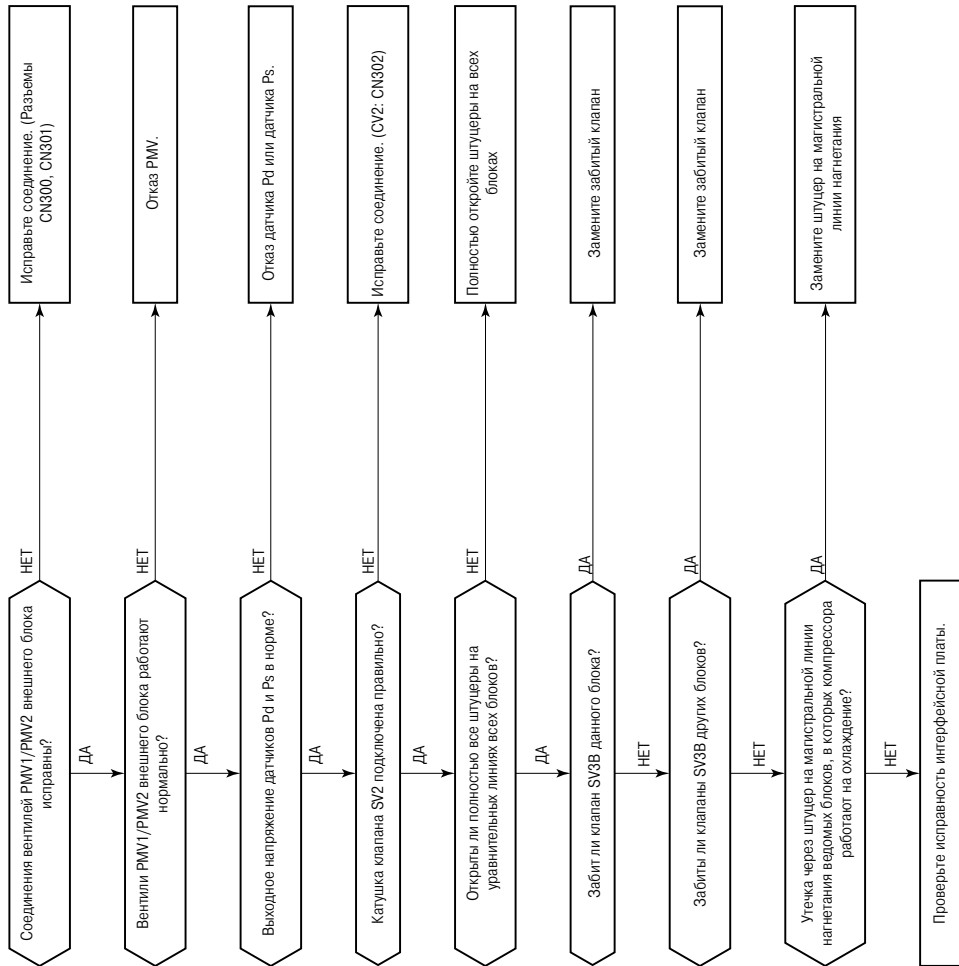 Соединения вентилей PMV1/PMV2 внешнего блока
исправны?
НЕТ
Исправьте соединение. (Разъемы
CN300, CN301)
ДА
Вентили PMV1/PMV2 внешнего блока работают
нормально?
НЕТ
Отказ PMV.
ДА
Выходное напряжение датчиков Pd и Ps в норме?
НЕТ
Отказ датчика Pd или датчика Ps.
ДА
Катушка клапана SV2 подключена правильно?
НЕТ
Исправьте соединение. (CV2: CN302)
ДА
Открыты ли полностью все штуцеры на
уравнительных линиях всех блоков?
НЕТ
Полностью откройте штуцеры на всех
блоках
ДА
Забит ли клапан SV3B данного блока?
ДА
Замените забитый клапан
НЕТ
Забиты ли клапаны SV3B других блоков?
ДА
Замените забитый клапан
НЕТ
Утечка через штуцер на магистральной линии
нагнетания ведомых блоков, в которых компрессора
работают на охлаждение?
ДА
Замените штуцер на магистральной
линии нагнетания
НЕТ
Проверьте исправность интерфейсной платы.